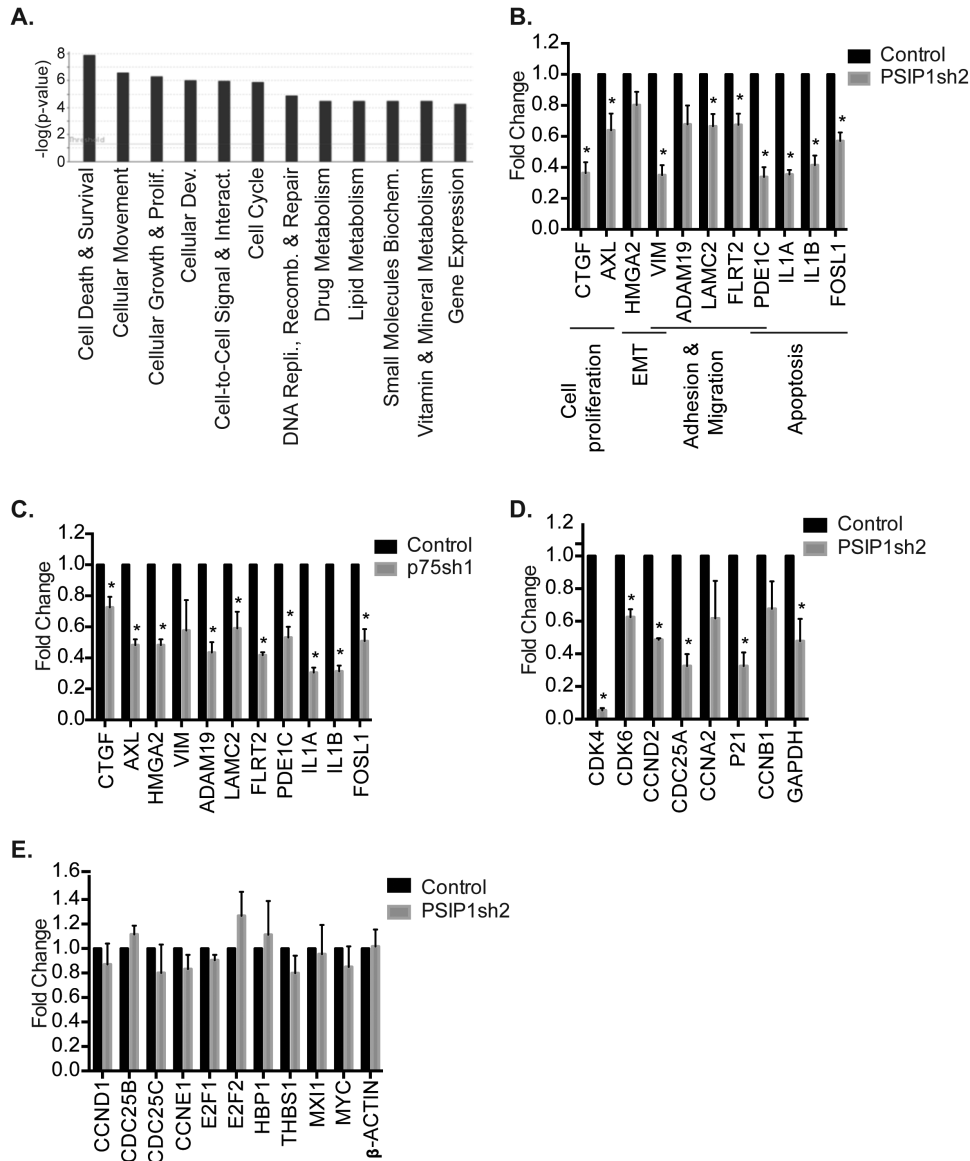 A.
-log(p-value)
8
6
4
2
0
Threshold
Cell Death & Survival
Cellular Movement
Cellular Growth & Prolif.
Cellular Dev.
Cell-to-Cell Signal & Interact.
Cell Cycle
DNA Repli., Recomb. & Repair
Drug Metabolism
Lipid Metabolism
Small Molecules Biochem.
Vitamin & Mineral Metabolism
Gene Expression
B.
Fold Change
1.2
1.0
0.8
0.6
0.4
0.2
0.0
Control
PSIP1sh2
* * * * * * * * *
CTGF
AXL
HMGA2
VIM
ADAM19
LAMC2
FLRT2
PDE1C
IL1A
IL1B
FOSL1
Cell
proliferation
EMT
Adhesion &
Migration
Apoptosis
C.
Fold Change
1.2
1.0
0.8
0.6
0.4
0.2
0.0
Control
p75sh1
* * * * * * * * * *
CTGF
AXL
HMGA2
VIM
ADAM19
LAMC2
FLRT2
PDE1C
IL1A
IL1B
FOSL1
D.
Fold Change
1.2
1.0
0.8
0.6
0.4
0.2
0.0
Control
PSIP1sh2
* * * * * *
CDK4
CDK6
CCND2
CDC25A
CCNA2
P21
CCNB1
GAPDH
E.
Fold Change
1.6
1.4
1.2
1.0
0.8
0.6
0.4
1.2
1.0
0.0
Control
PSIP1sh2
CCND1
CDC25B
CDC25C
CCNE1
E2F1
E2F2
HBP1
THBS1
MXI1
MYC
β-ACTIN